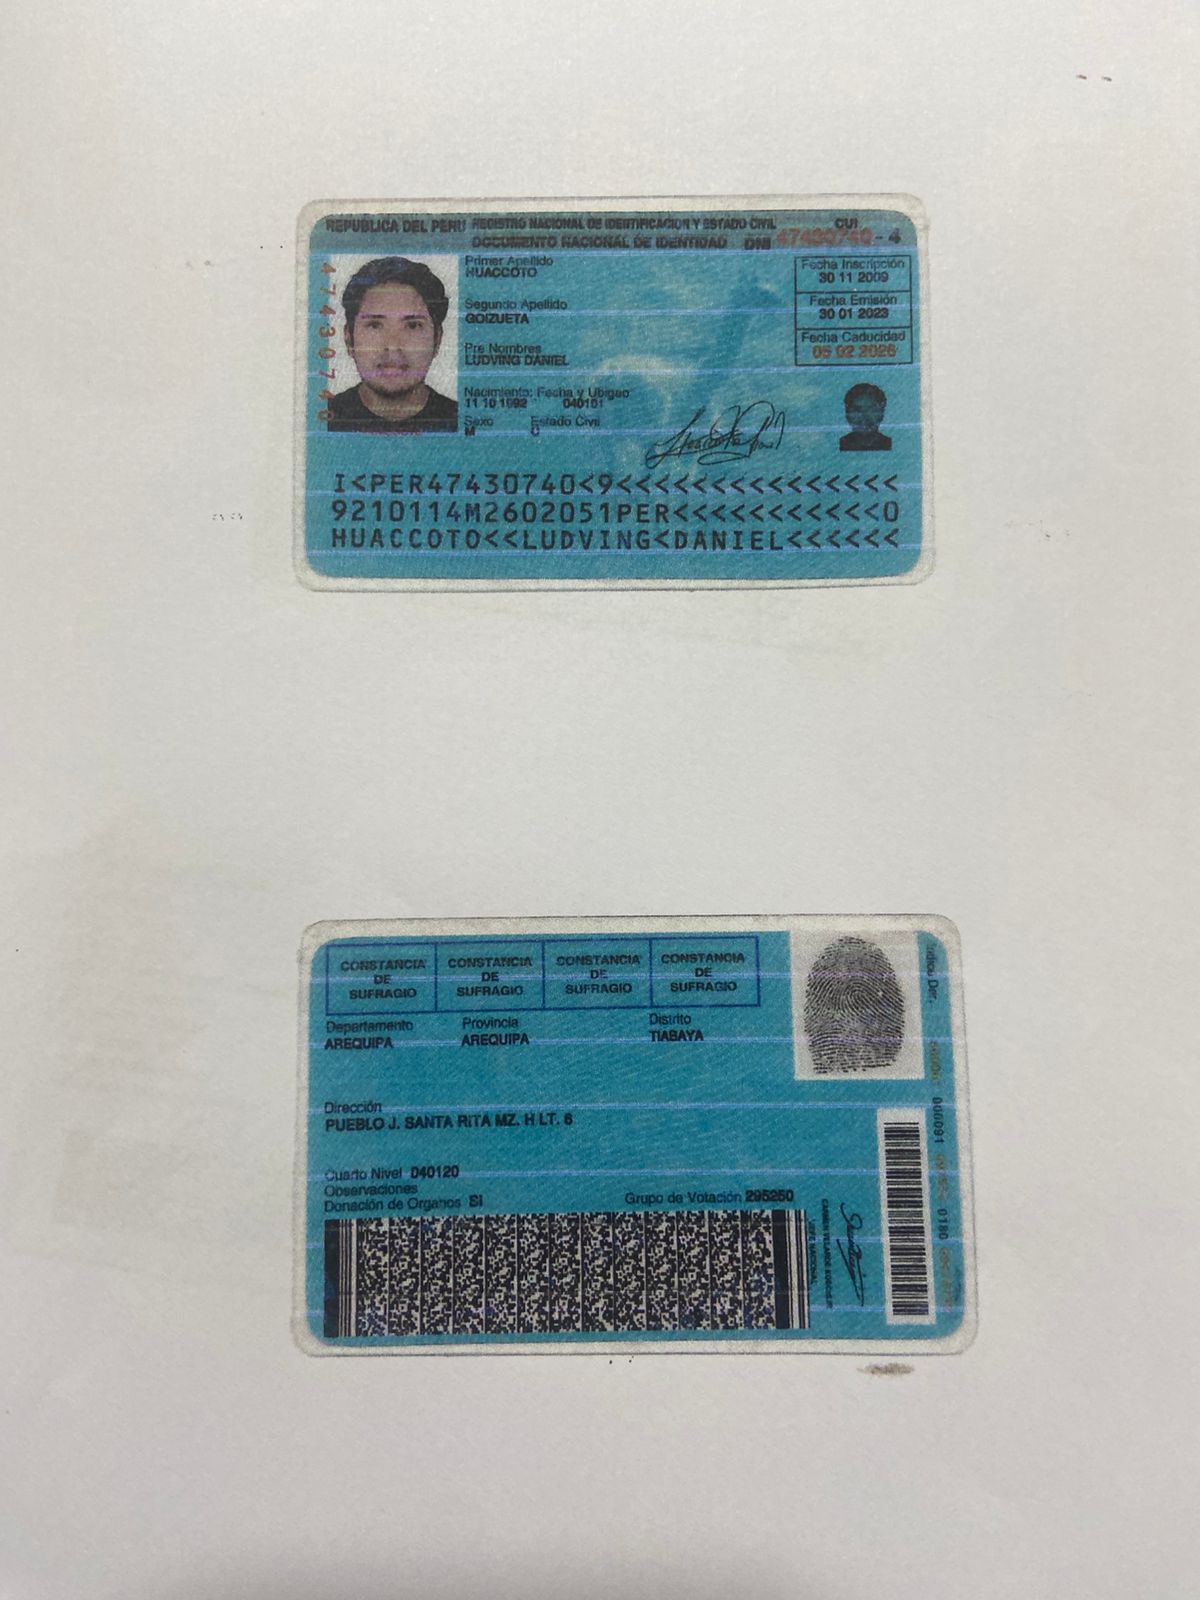 REPUBLICA DEL PERU REGISTRO NACIONAL DE IDENTIFICACION Y ESTADO CIVIL
DOCUMENTO NACIONAL DE IDENTIDAD DNI 47430740 - 4
CUI
47430740
Primer Apellido
HUACCOTO
Segundo Apellido
GOIZUETA
Pre Nombres
LUDVING DANIEL
Nacimiento: Fecha y Ubigeo
11 10 1992 040101
Sexo Estado Civil
M C
Fecha Inscripción
30 11 2009
Fecha Emisión
30 01 2023
Fecha Caducidad
05 02 2026
I<PER47430740<9<<<<<<<<<<<<<<<
9210114M2602051PER<<<<<<<<<<<0
HUACCOTO<<LUDVING<DANIEL<<<<<<
CONSTANCIA DE SUFRAGIO
CONSTANCIA DE SUFRAGIO
CONSTANCIA DE SUFRAGIO
CONSTANCIA DE SUFRAGIO
Departamento Provincia Distrito
AREQUIPA AREQUIPA TIABAYA
Dirección
PUEBLO J. SANTA RITA MZ. H LT. 6
Cuarto Nivel 040120
Observaciones
Donación de Organos SI
Grupo de Votación 295250